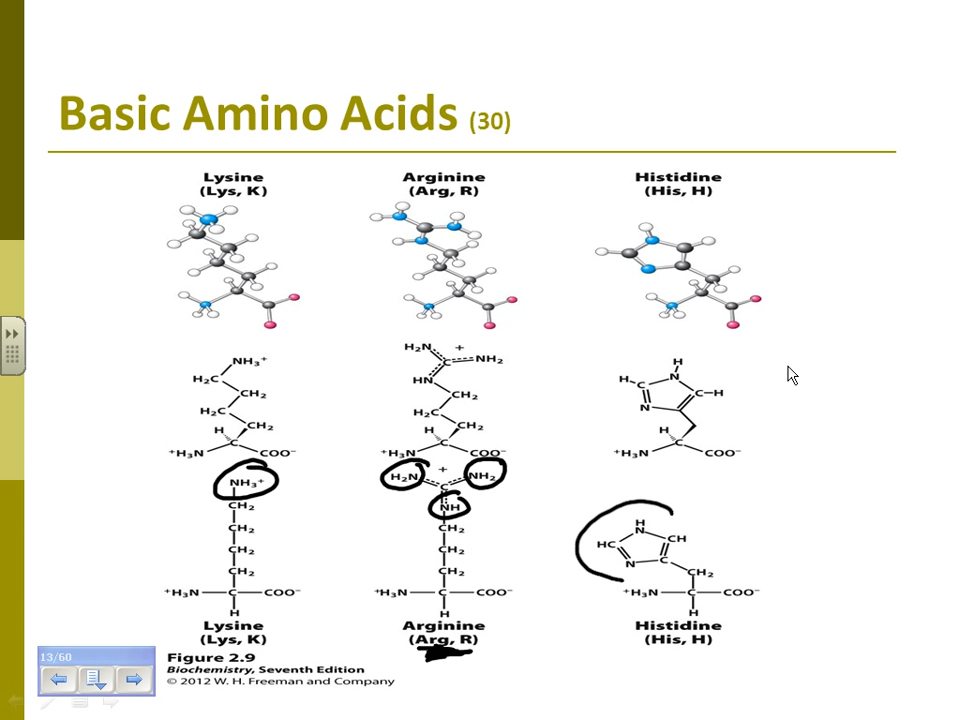 Basic Amino Acids (30)
Lysine
(Lys, K)
Arginine
(Arg, R)
Histidine
(His, H)
NH₃⁺
H₂C
CH₂
H₂C
CH₂
H
C
⁺H₃N
COO⁻
H₂N
+
NH₂
C
HN
CH₂
H₂C
CH₂
H
C
⁺H₃N
COO⁻
H
N
H
C
C
H
N
H
C
⁺H₃N
COO⁻
NH₃⁺
CH₂
CH₂
CH₂
CH₂
⁺H₃N
C
COO⁻
H
Lysine
(Lys, K)
H₂N
+
NH₂
C
NH
CH₂
CH₂
CH₂
⁺H₃N
C
COO⁻
H
Arginine
(Arg, R)
H
N
HC
CH
N
C
CH₂
⁺H₃N
C
COO⁻
H
Histidine
(His, H)
13/60
Figure 2.9
Biochemistry, Seventh Edition
© 2012 W. H. Freeman and Company